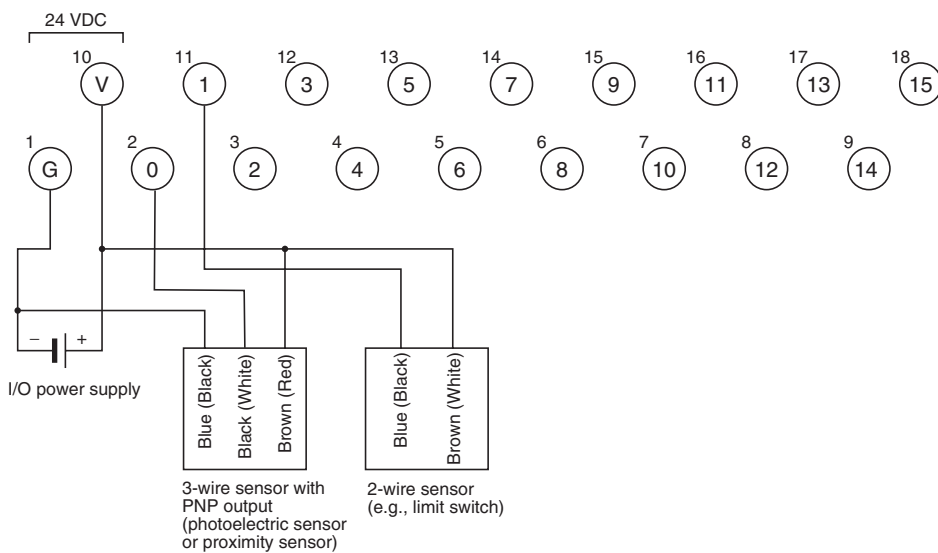 24 VDC
10 11 12 13 14 15 16 17 18
V 1 3 5 7 9 11 13 15
1 2 3 4 5 6 7 8 9
G 0 2 4 6 8 10 12 14
− +
I/O power supply
Blue (Black)
Black (White)
Brown (Red)
Blue (Black)
Brown (White)
3-wire sensor with
PNP output
(photoelectric sensor
or proximity sensor)
2-wire sensor
(e.g., limit switch)